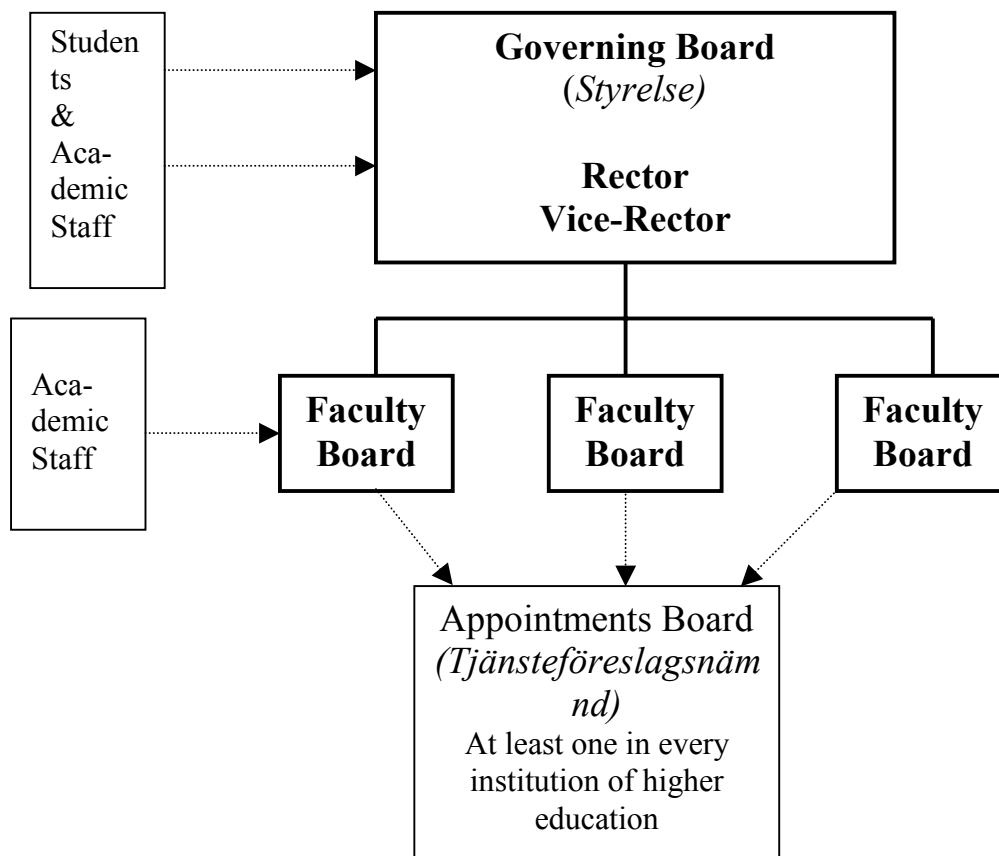 Studen
ts
&
Aca-
demic
Staff
Governing Board
(Styrelse)
Rector
Vice-Rector
Aca-
demic
Staff
Faculty
Board
Faculty
Board
Faculty
Board
Appointments Board
(Tjänsteföreslagsnäm
nd)
At least one in every
institution of higher
education